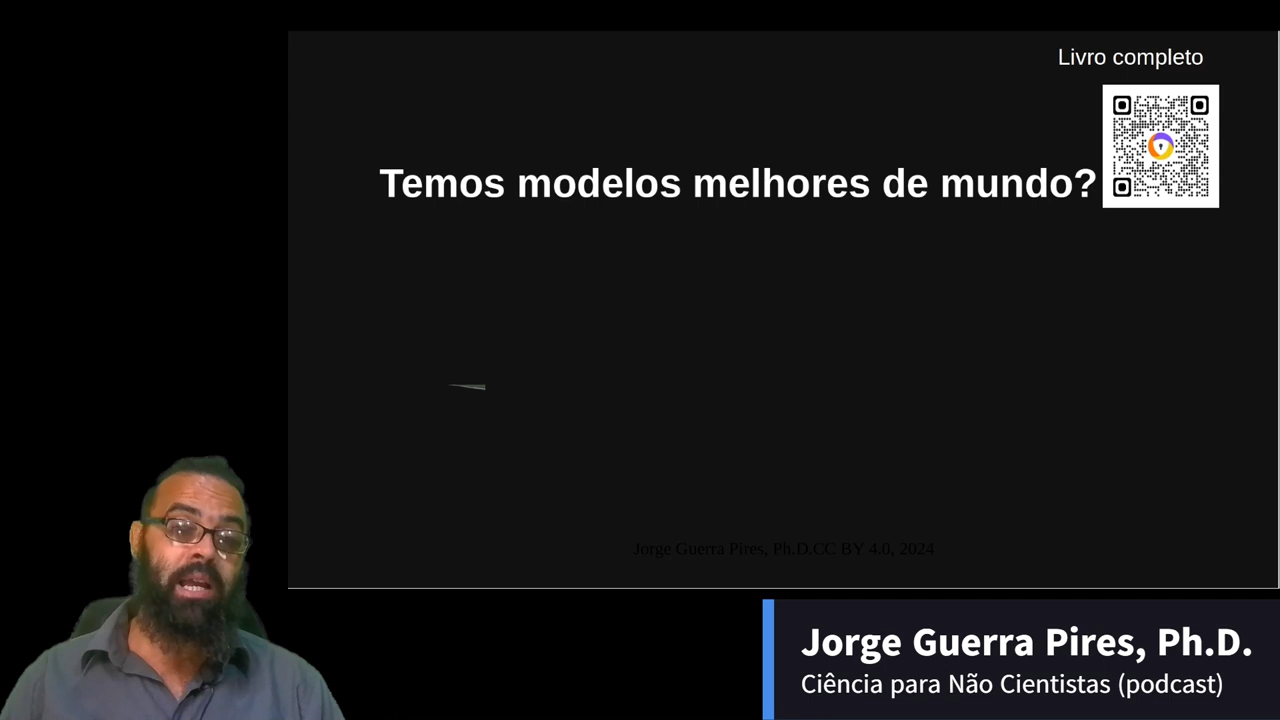 Livro completo
Temos modelos melhores de mundo?
Jorge Guerra Pires, Ph.D.CC BY 4.0, 2024
Jorge Guerra Pires, Ph.D.
Ciência para Não Cientistas (podcast)